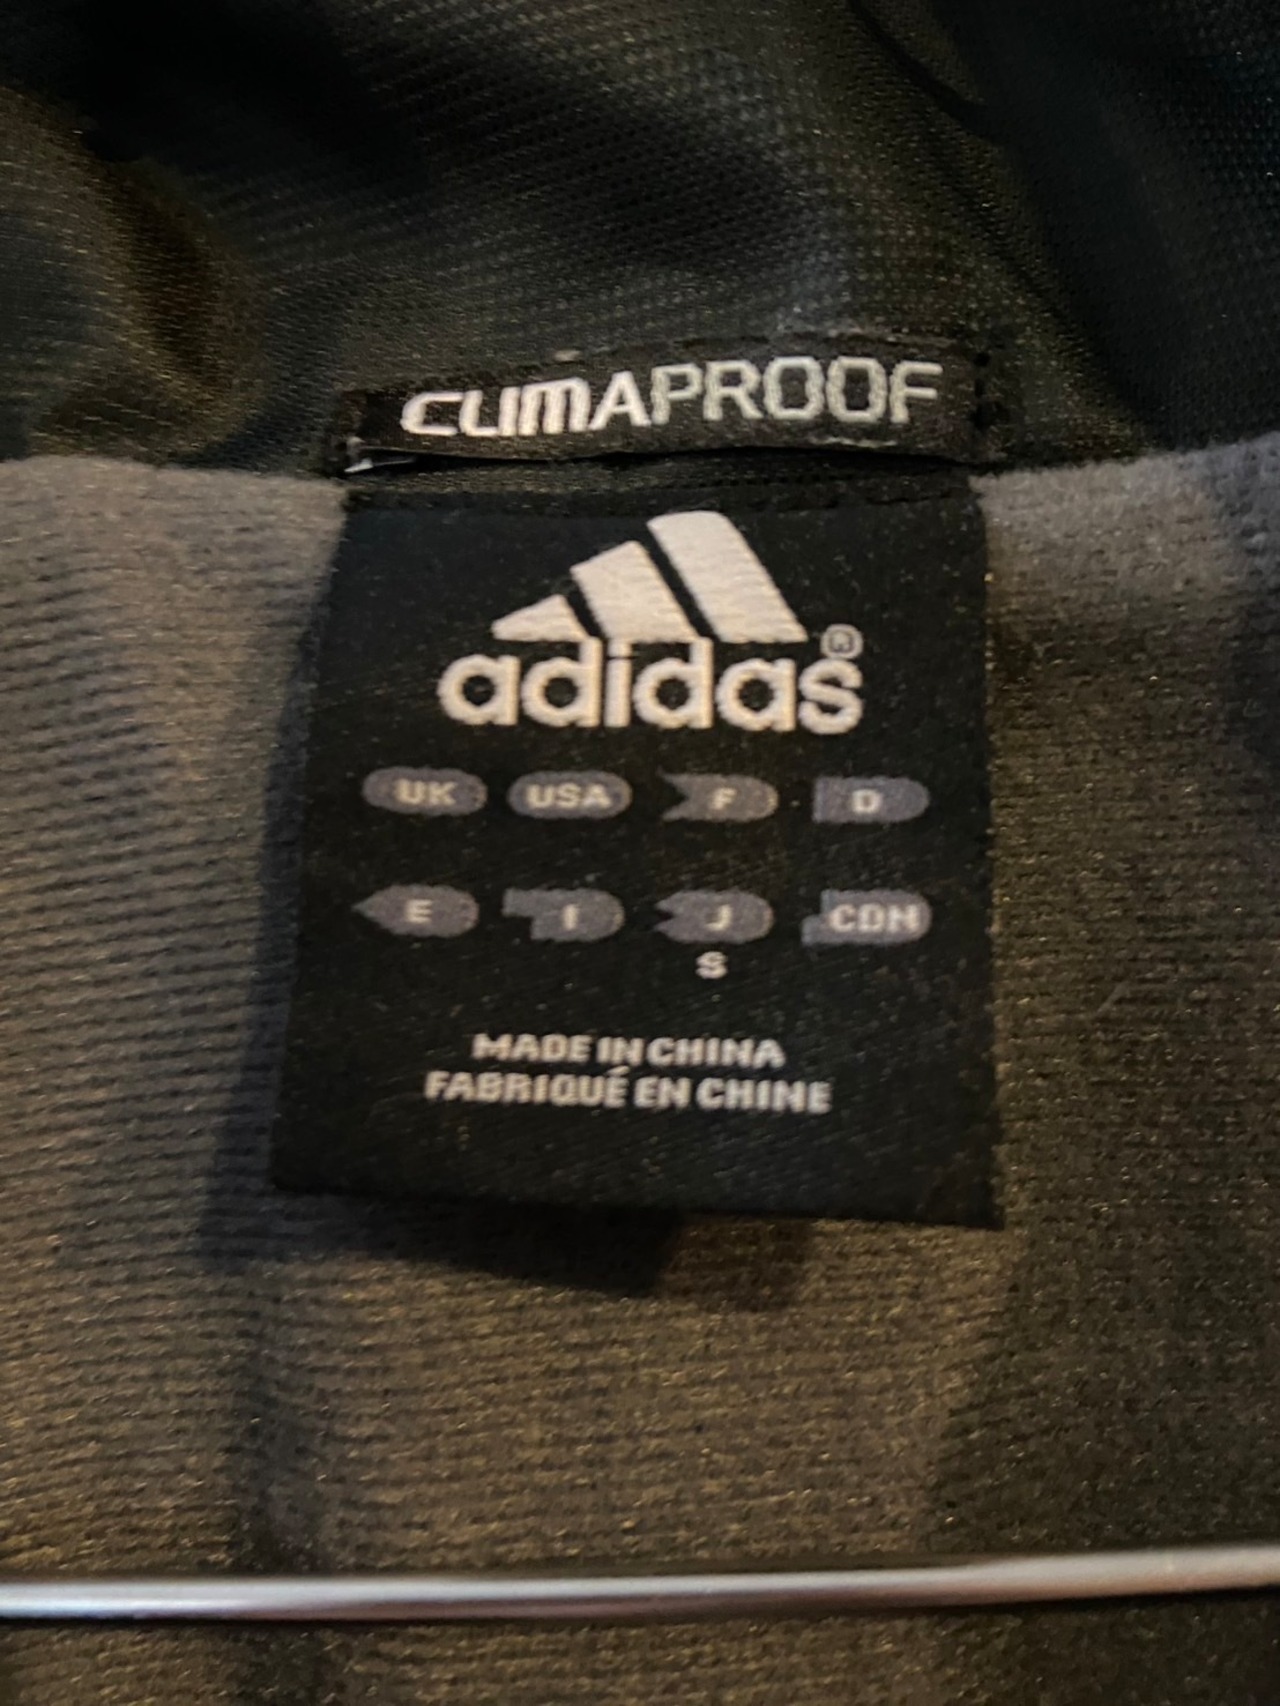 CLIMAPROOF
adidas®
UK USA F D
E I J CDN
S
MADE IN CHINA
FABRIQUÉ EN CHINE